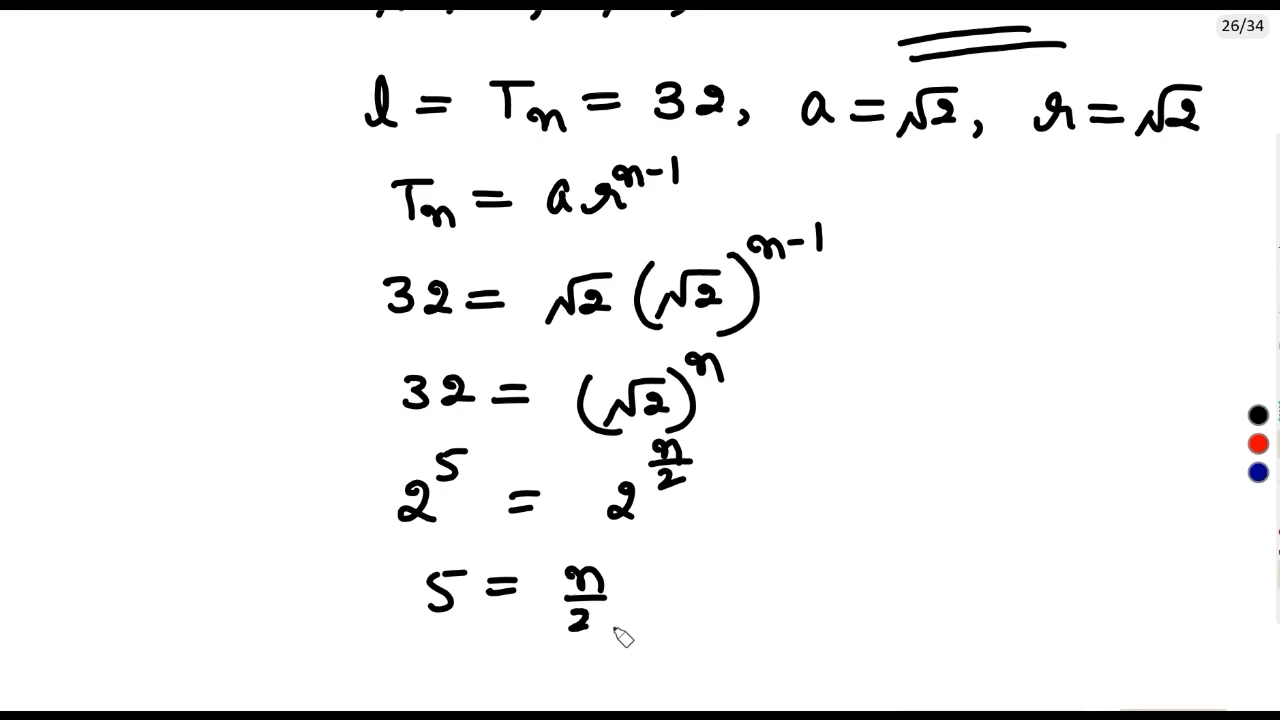 26/34
l = Tn = 32, a = √2, r = √2
Tn = a r^(n-1)
32 = √2 (√2)^(n-1)
32 = (√2)^n
2^5 = 2^(n/2)
5 = n/2